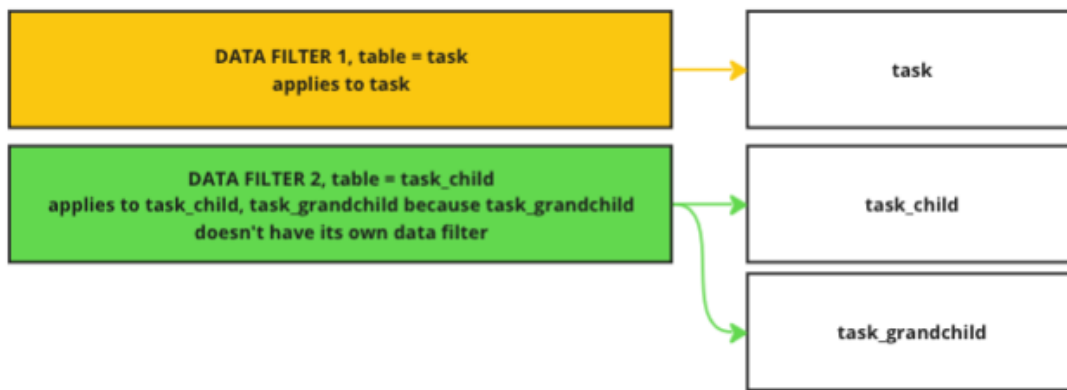 DATA FILTER 1, table = task
applies to task
task
DATA FILTER 2, table = task_child
applies to task_child, task_grandchild because task_grandchild
doesn't have its own data filter
task_child
task_grandchild